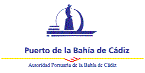 Puerto de la Bahía de Cádiz
Autoridad Portuaria de la Bahía de Cádiz